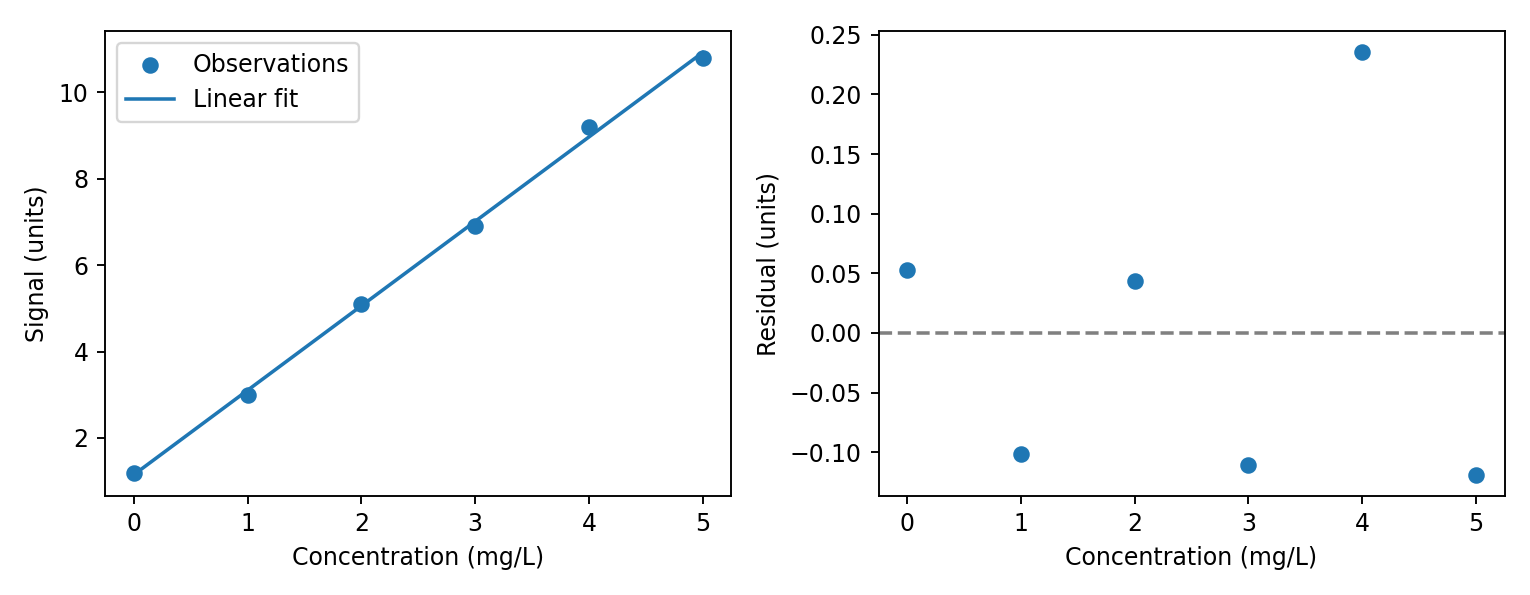 Observations
Linear fit
10
8
6
4
2
Signal (units)
0 1 2 3 4 5
Concentration (mg/L)
0.25
0.20
0.15
0.10
0.05
0.00
−0.05
−0.10
Residual (units)
0 1 2 3 4 5
Concentration (mg/L)